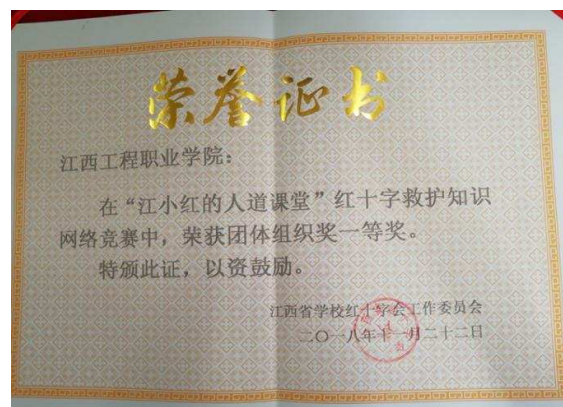 荣誉证书
江西工程职业学院：
在“江小红的人道课堂”红十字救护知识
网络竞赛中，荣获团体组织奖一等奖。
特颁此证，以资鼓励。
江西省学校红十字会工作委员会
二〇一八年十一月二十二日